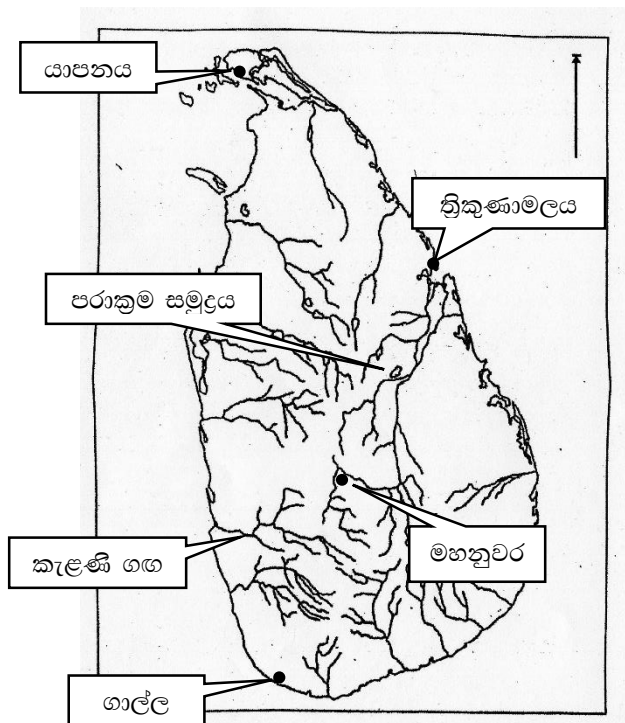 යාපනය
ත්‍රිකුණාමලය
පරාක්‍රම සමුද්‍රය
මහනුවර
කැළණි ගඟ
ගාල්ල